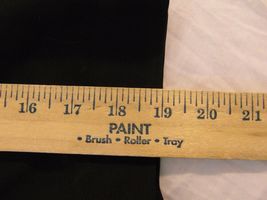 16 17 18 19 20 21
PAINT
• Brush • Roller • Tray